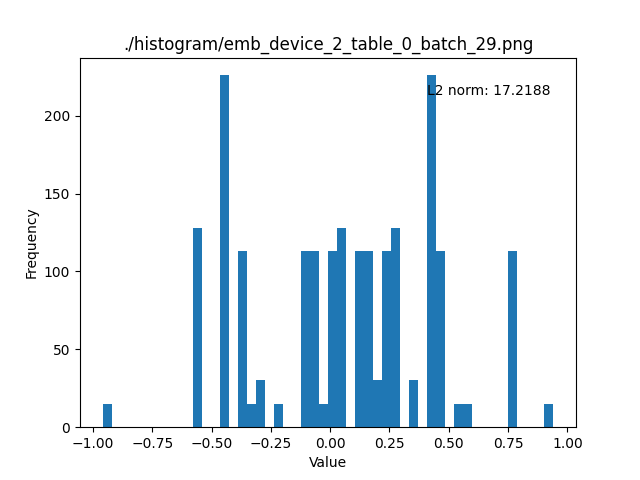 ./histogram/emb_device_2_table_0_batch_29.png
L2 norm: 17.2188
Frequency
200
150
100
50
0
−1.00 −0.75 −0.50 −0.25 0.00 0.25 0.50 0.75 1.00
Value